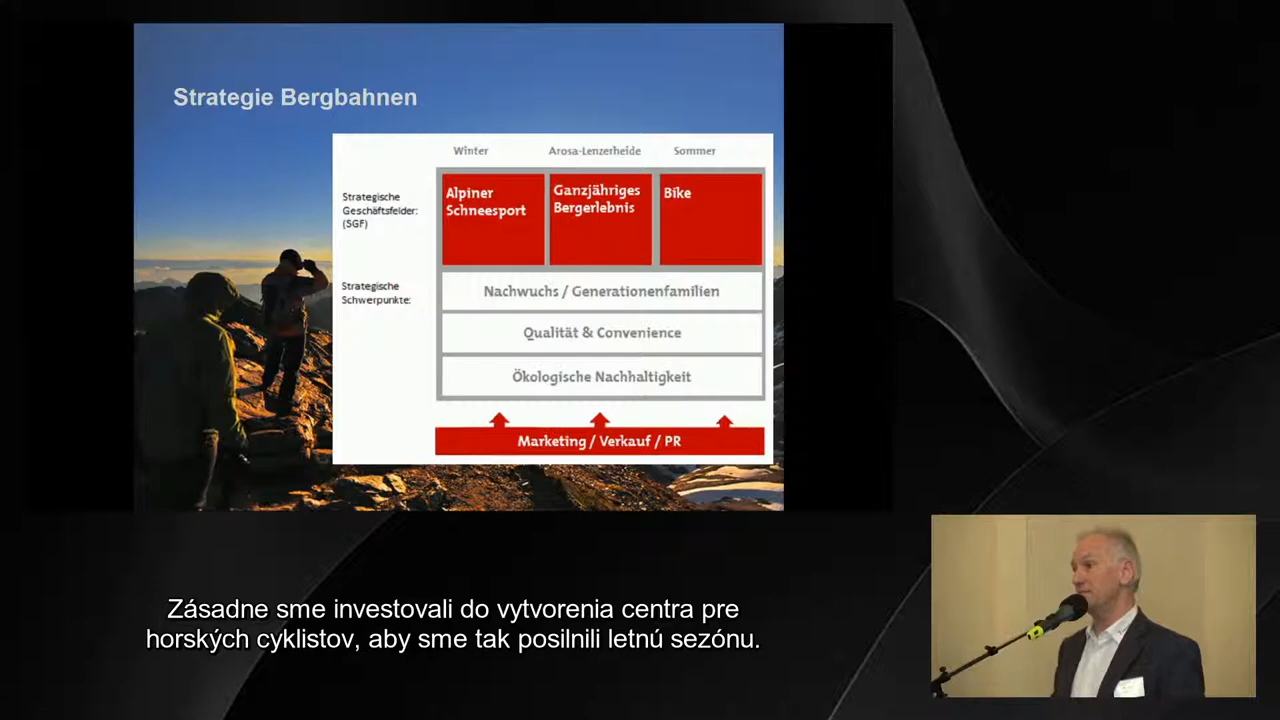 Strategie Bergbahnen
Winter
Arosa-Lenzerheide
Sommer
Strategische
Geschäftsfelder:
(SGF)
Alpiner
Schneesport
Ganzjähriges
Bergerlebnis
Bike
Strategische
Schwerpunkte:
Nachwuchs / Generationenfamilien
Qualität & Convenience
Ökologische Nachhaltigkeit
Marketing / Verkauf / PR
Zásadne sme investovali do vytvorenia centra pre
horských cyklistov, aby sme tak posilnili letnú sezónu.